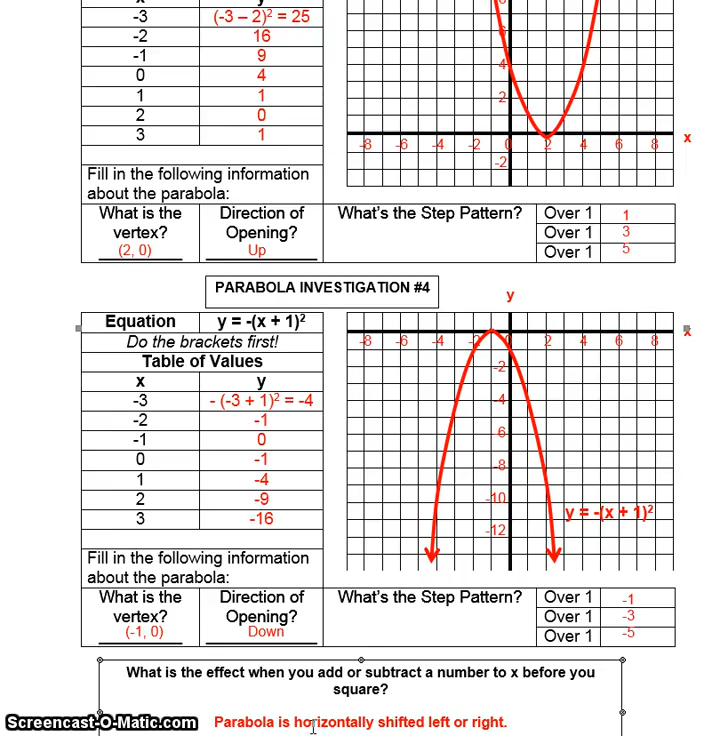 x y
-3 (-3 – 2)² = 25
-2 16
-1 9
0 4
1 1
2 0
3 1
6
4
2
-8 -6 -4 -2 0 2 4 6 8 x
-2
Fill in the following information
about the parabola:
What is the vertex? (2, 0)
Direction of Opening? Up
What's the Step Pattern?
Over 1 1
Over 1 3
Over 1 5
PARABOLA INVESTIGATION #4
y
Equation y = -(x + 1)²
Do the brackets first!
Table of Values
x y
-3 - (-3 + 1)² = -4
-2 -1
-1 0
0 -1
1 -4
2 -9
3 -16
-8 -6 -4 -2 0 2 4 6 8 x
-2
-4
6
-8
-10
-12
y = -(x + 1)²
Fill in the following information
about the parabola:
What is the vertex? (-1, 0)
Direction of Opening? Down
What's the Step Pattern?
Over 1 -1
Over 1 -3
Over 1 -5
What is the effect when you add or subtract a number to x before you
square?
Parabola is horizontally shifted left or right.
Screencast-O-Matic.com